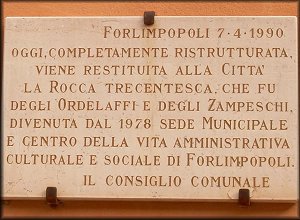 FORLIMPOPOLI 7-4-1990
OGGI, COMPLETAMENTE RISTRUTTURATA,
VIENE RESTITUITA ALLA CITTÀ
LA ROCCA TRECENTESCA, CHE FU
DEGLI ORDELAFFI E DEGLI ZAMPESCHI,
DIVENUTA DAL 1978 SEDE MUNICIPALE
E CENTRO DELLA VITA AMMINISTRATIVA
CULTURALE E SOCIALE DI FORLIMPOPOLI.
IL CONSIGLIO COMUNALE